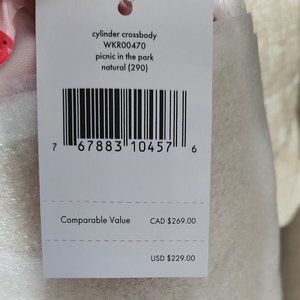 cylinder crossbody
WKR00470
picnic in the park
natural (290)
7 67883 10457 6
Comparable Value CAD $269.00
USD $229.00